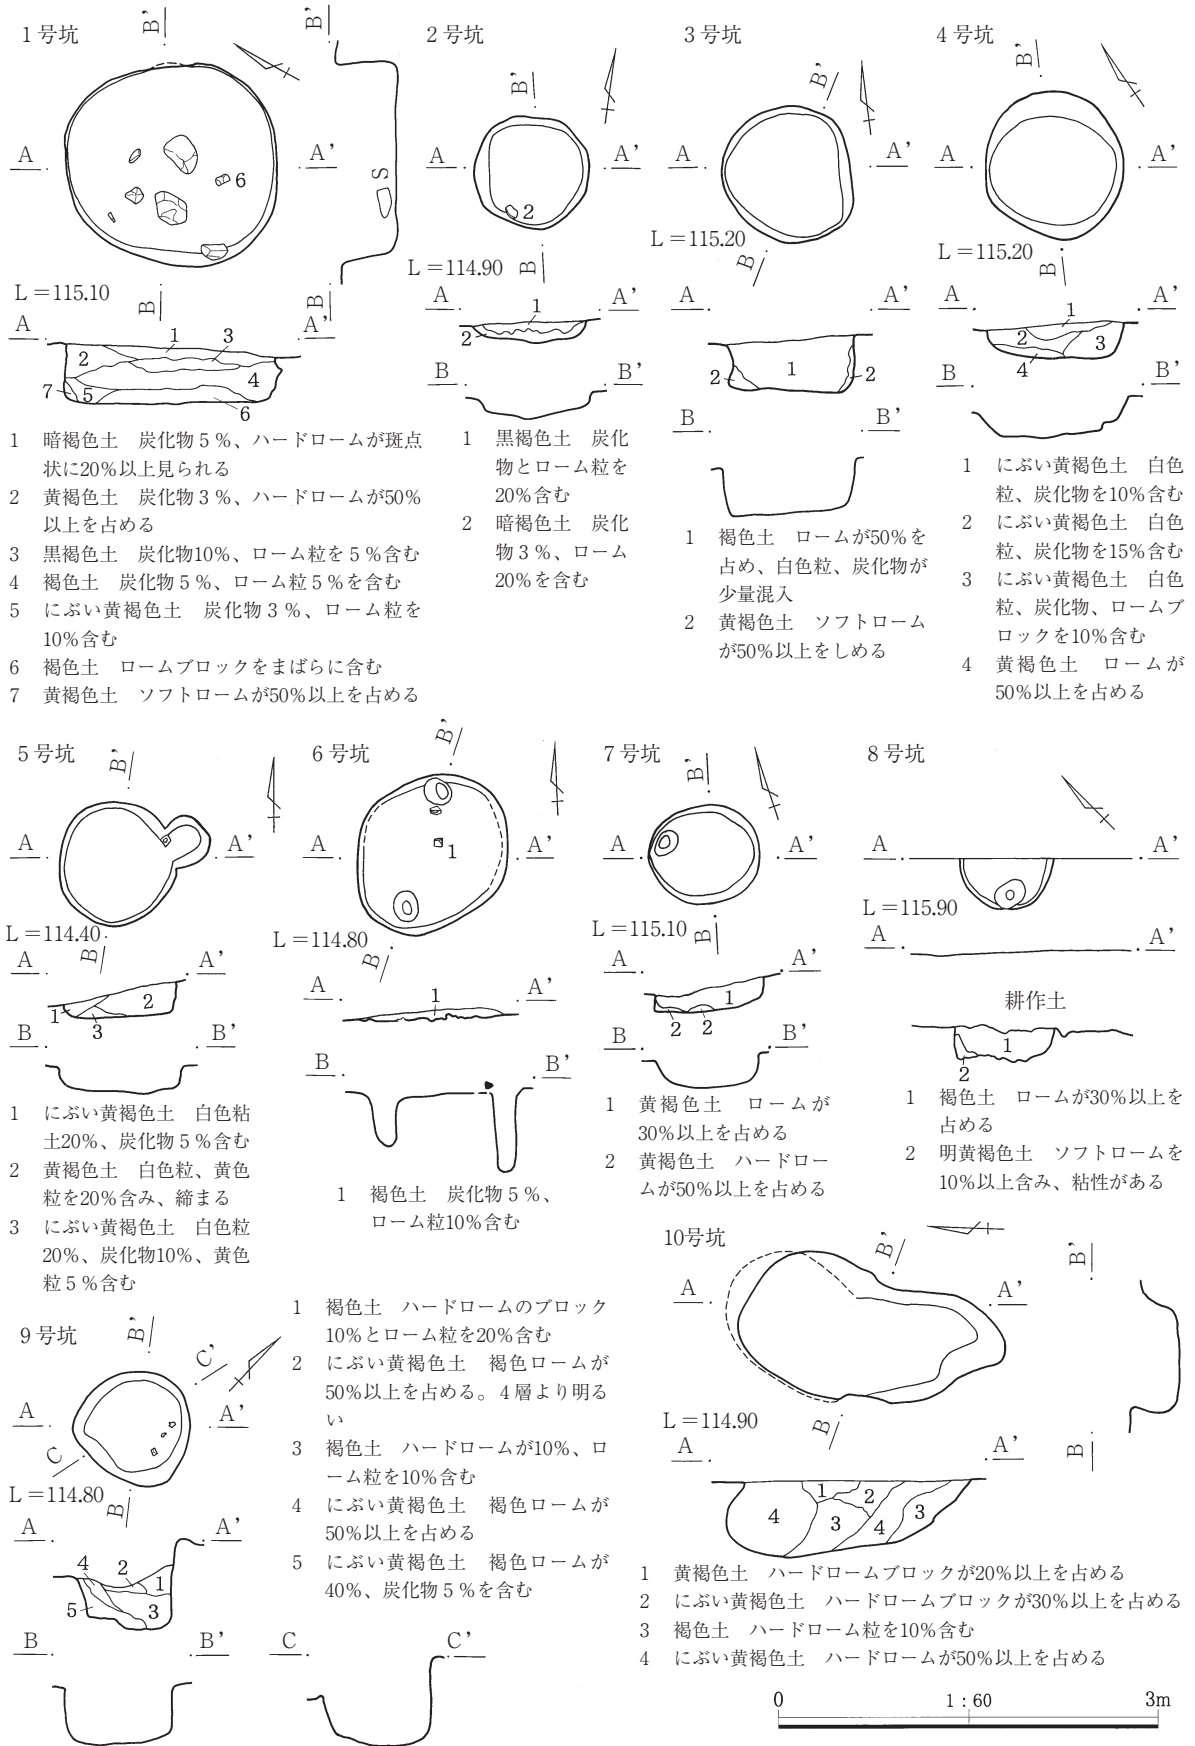 1号坑
B'
B'
A
A'
6
S
L＝115.10
B
B
A
A'
1
3
2
4
7
5
6
1 暗褐色土 炭化物5％、ハードロームが斑点
状に20％以上見られる
2 黄褐色土 炭化物3％、ハードロームが50％
以上を占める
3 黒褐色土 炭化物10％、ローム粒を5％含む
4 褐色土 炭化物5％、ローム粒5％を含む
5 にぶい黄褐色土 炭化物3％、ローム粒を
10％含む
6 褐色土 ロームブロックをまばらに含む
7 黄褐色土 ソフトロームが50％以上を占める
2号坑
B'
A
A'
2
L＝114.90
B
A
A'
1
2
B
B'
1 黒褐色土 炭化
物とローム粒を
20％含む
2 暗褐色土 炭化
物3％、ローム
20％を含む
3号坑
B'
A
A'
L＝115.20
B
A
A'
2
1
2
B
B'
1 褐色土 ロームが50％を
占め、白色粒、炭化物が
少量混入
2 黄褐色土 ソフトローム
が50％以上をしめる
4号坑
B'
A
A'
L＝115.20
B
A
A'
1
2
3
4
B
B'
1 にぶい黄褐色土 白色
粒、炭化物を10％含む
2 にぶい黄褐色土 白色
粒、炭化物を15％含む
3 にぶい黄褐色土 白色
粒、炭化物、ロームブ
ロックを10％含む
4 黄褐色土 ロームが
50％以上を占める
5号坑
B'
A
A'
L＝114.40
B
A
A'
2
1
3
B
B'
1 にぶい黄褐色土 白色粘
土20％、炭化物5％含む
2 黄褐色土 白色粒、黄色
粒を20％含み、締まる
3 にぶい黄褐色土 白色粒
20％、炭化物10％、黄色
粒5％含む
6号坑
B'
A
A'
1
L＝114.80
B
A
A'
1
B
B'
1 褐色土 炭化物5％、
ローム粒10％含む
7号坑
B'
A
A'
L＝115.10
B
A
A'
1
2
2
B
B'
1 黄褐色土 ロームが
30％以上を占める
2 黄褐色土 ハードロー
ムが50％以上を占める
8号坑
A
A'
L＝115.90
A
A'
耕作土
1
2
1 褐色土 ロームが30％以上を
占める
2 明黄褐色土 ソフトロームを
10％以上含み、粘性がある
9号坑
B'
C'
A
A'
C
L＝114.80
B
A
A'
4
2
1
5
3
B
B'
C
C'
1 褐色土 ハードロームのブロック
10％とローム粒を20％含む
2 にぶい黄褐色土 褐色ロームが
50％以上を占める。4層より明る
い
3 褐色土 ハードロームが10％、ロ
ーム粒を10％含む
4 にぶい黄褐色土 褐色ロームが
50％以上を占める
5 にぶい黄褐色土 褐色ロームが
40％、炭化物5％を含む
10号坑
B'
B'
A
A'
L＝114.90
B
B
A
A'
1
2
4
3
4
3
1 黄褐色土 ハードロームブロックが20％以上を占める
2 にぶい黄褐色土 ハードロームブロックが30％以上を占める
3 褐色土 ハードローム粒を10％含む
4 にぶい黄褐色土 ハードロームが50％以上を占める
0
1：60
3m